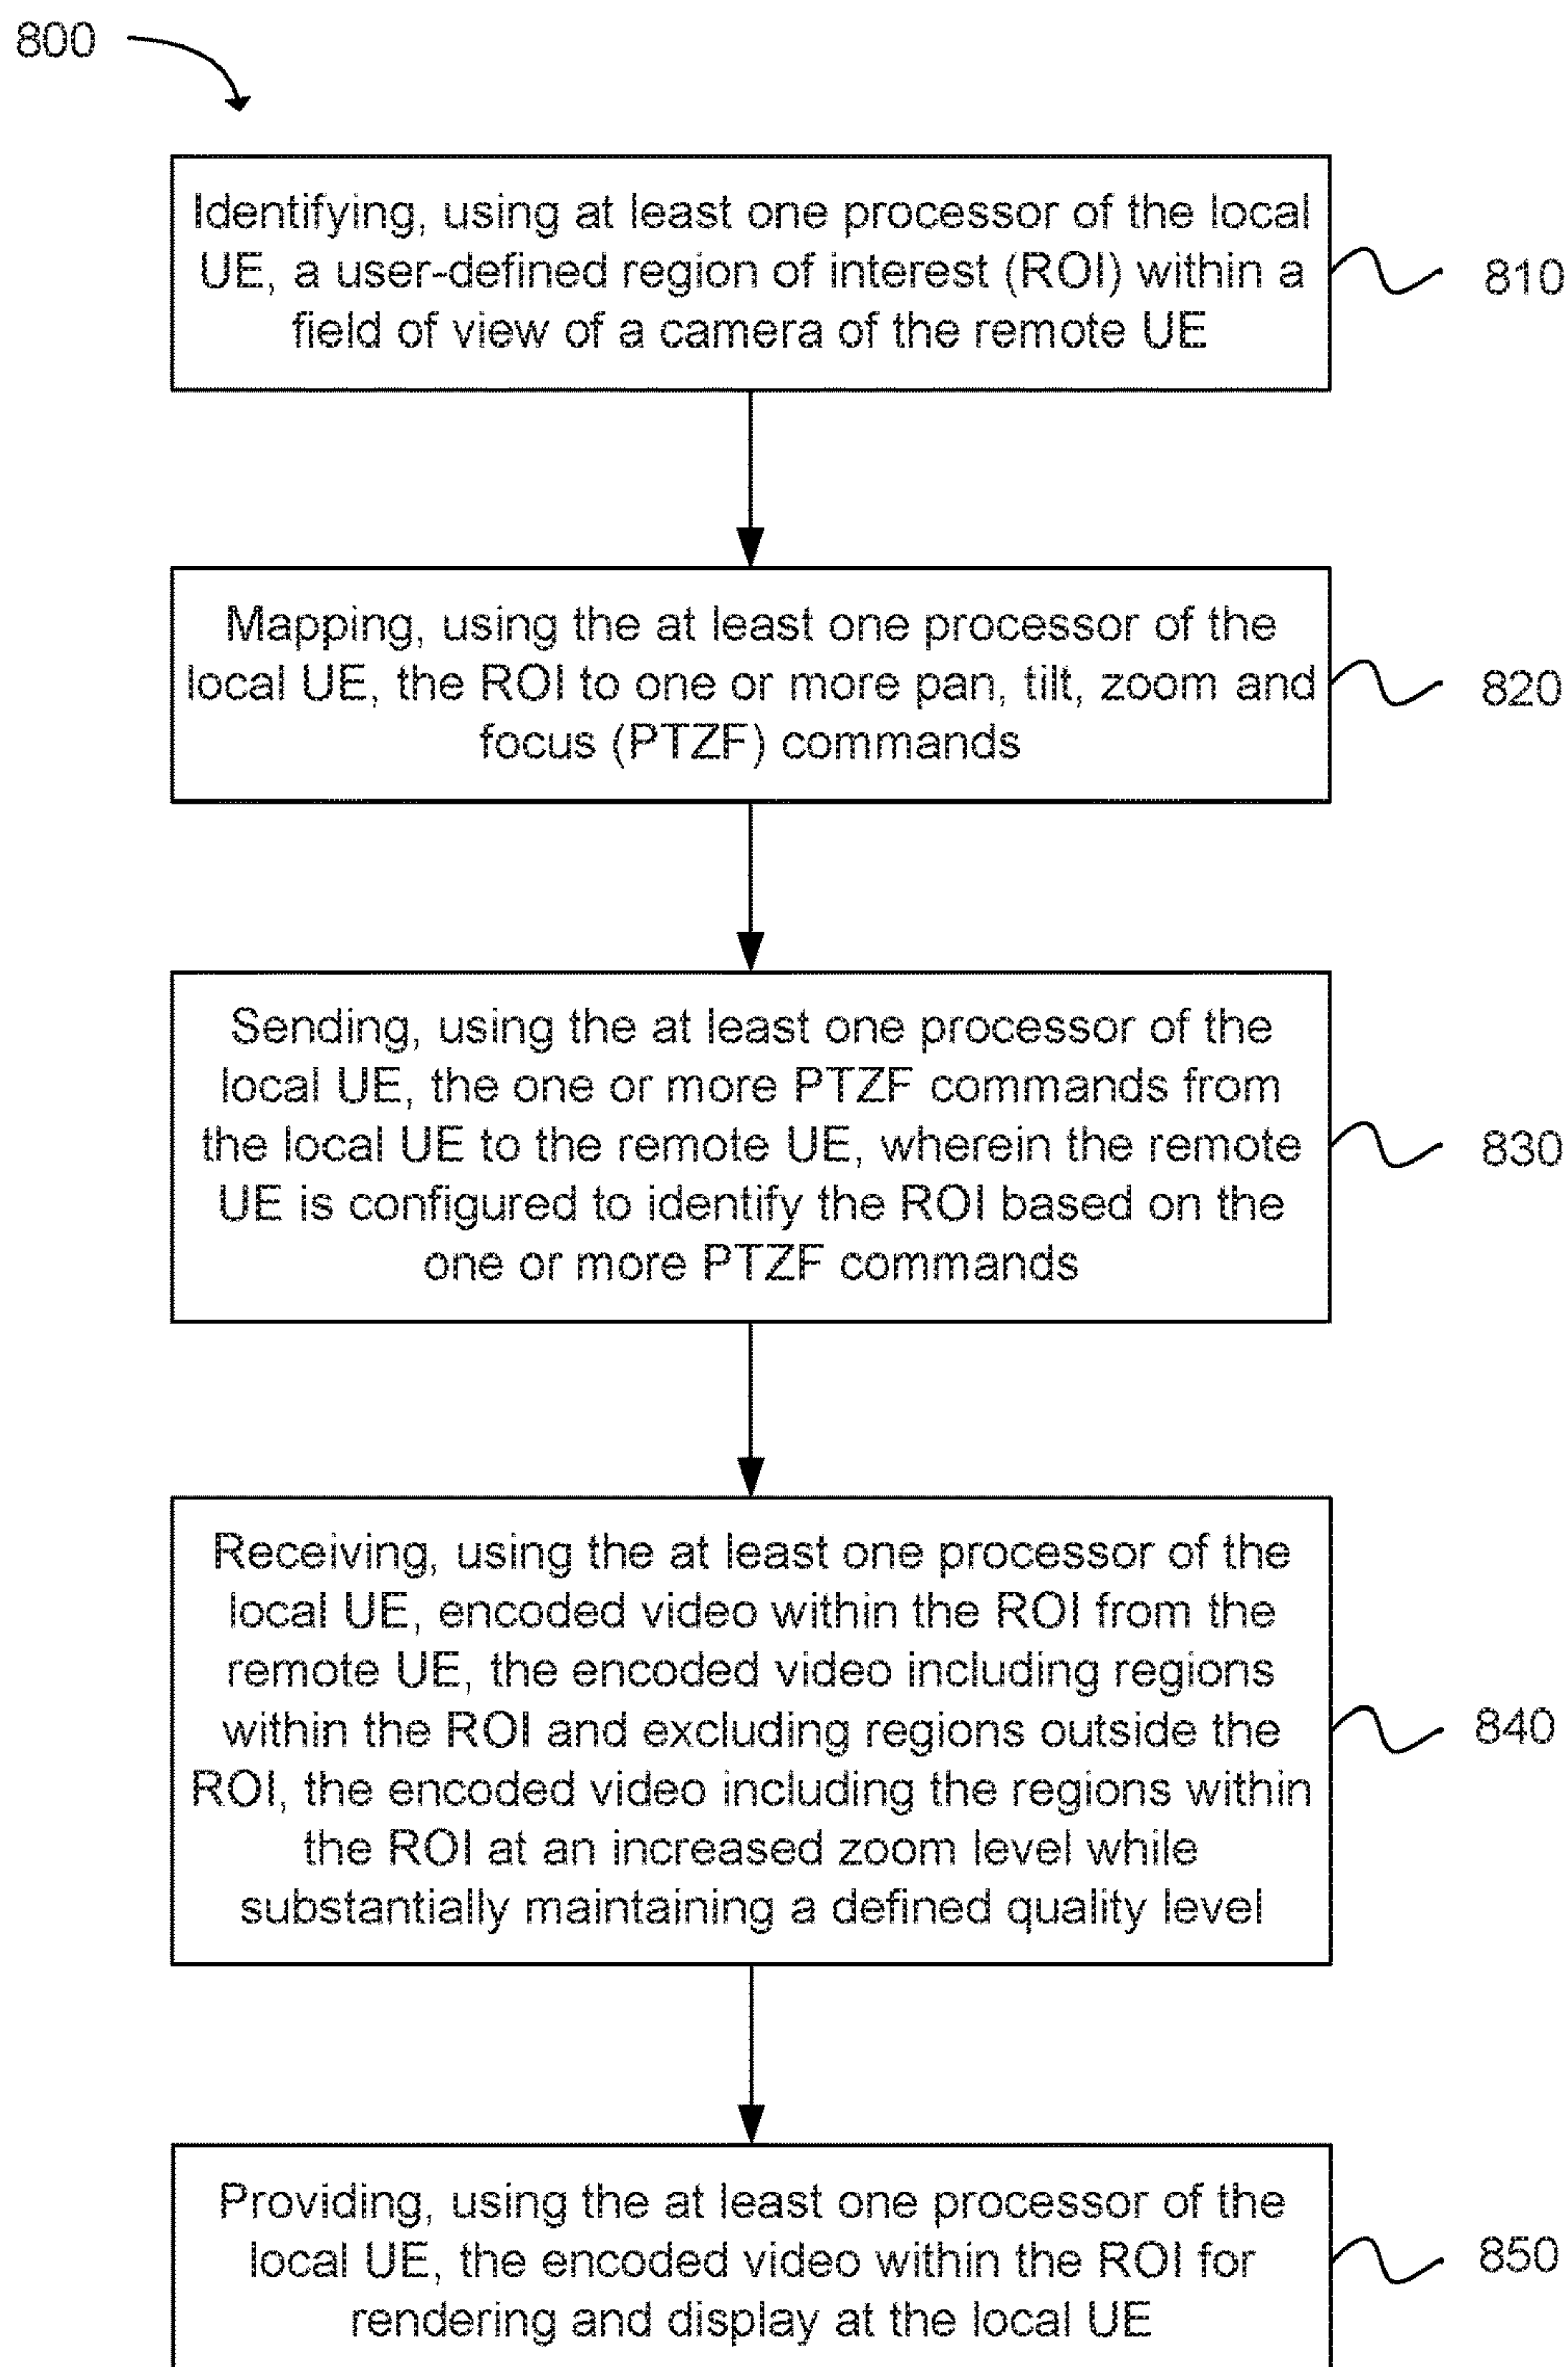 800
Identifying, using at least one processor of the local
UE, a user-defined region of interest (ROI) within a
field of view of a camera of the remote UE
810
Mapping, using the at least one processor of the
local UE, the ROI to one or more pan, tilt, zoom and
focus (PTZF) commands
820
Sending, using the at least one processor of the
local UE, the one or more PTZF commands from
the local UE to the remote UE, wherein the remote
UE is configured to identify the ROI based on the
one or more PTZF commands
830
Receiving, using the at least one processor of the
local UE, encoded video within the ROI from the
remote UE, the encoded video including regions
within the ROI and excluding regions outside the
ROI, the encoded video including the regions within
the ROI at an increased zoom level while
substantially maintaining a defined quality level
840
Providing, using the at least one processor of the
local UE, the encoded video within the ROI for
rendering and display at the local UE
850